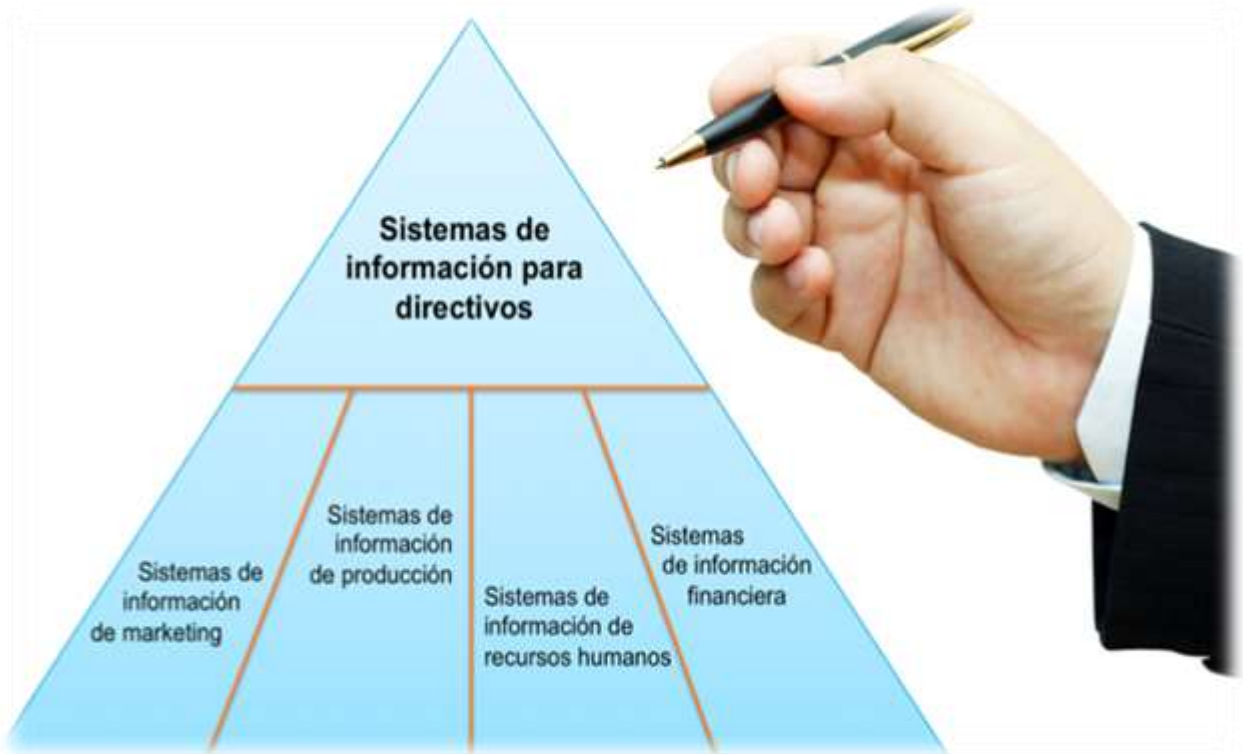 Sistemas de
información para
directivos
Sistemas de
información
de marketing
Sistemas de
información
de producción
Sistemas de
información de
recursos humanos
Sistemas
de información
financiera